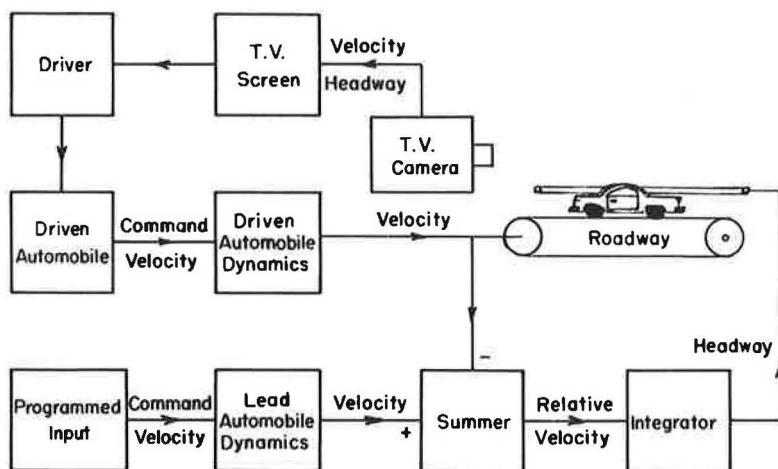 Driver
T.V.
Screen
Velocity
Headway
T.V.
Camera
Driven
Automobile
Command
Velocity
Driven
Automobile
Dynamics
Velocity
Roadway
Headway
Programmed
Input
Command
Velocity
Lead
Automobile
Dynamics
Velocity
+
−
Summer
Relative
Velocity
Integrator